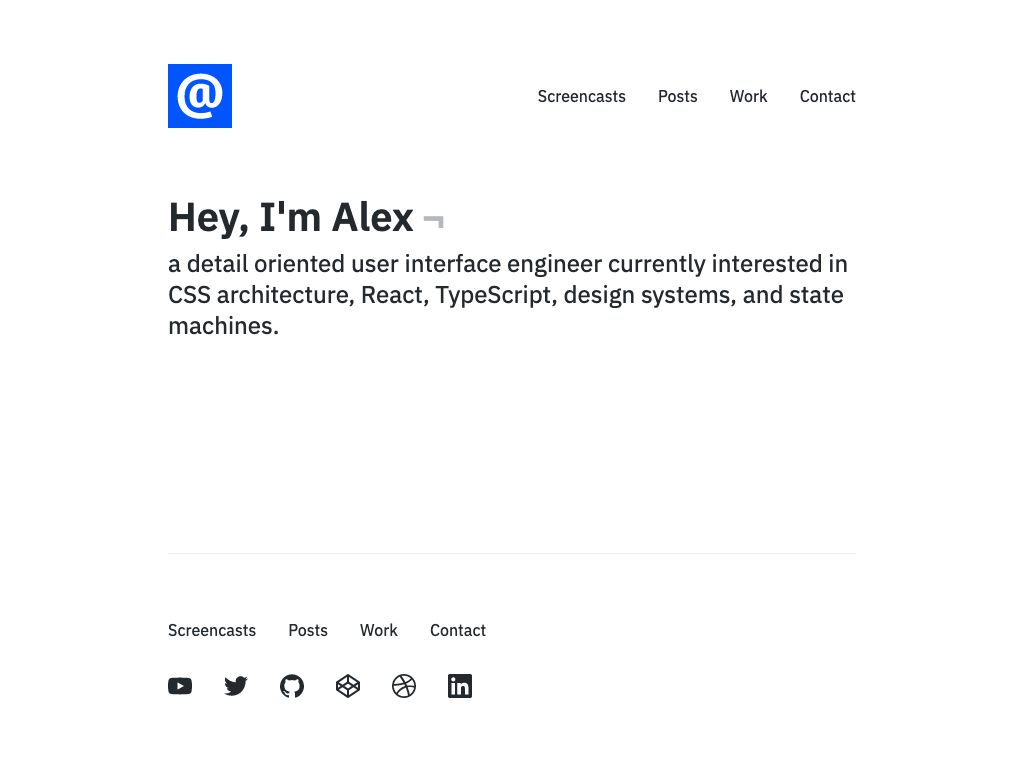 @
Screencasts Posts Work Contact
Hey, I'm Alex ¬
a detail oriented user interface engineer currently interested in
CSS architecture, React, TypeScript, design systems, and state
machines.
Screencasts Posts Work Contact
in